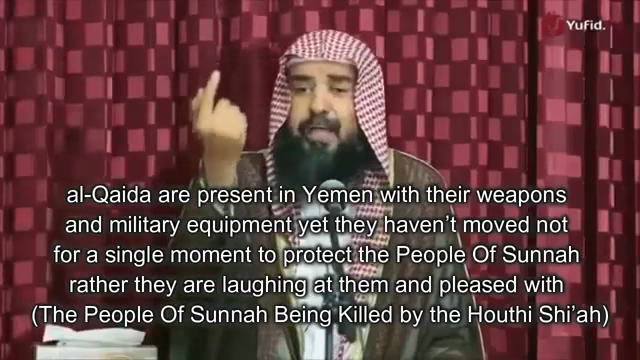 YuFid.
al-Qaida are present in Yemen with their weapons
and military equipment yet they haven't moved not
for a single moment to protect the People Of Sunnah
rather they are laughing at them and pleased with
(The People Of Sunnah Being Killed by the Houthi Shi'ah)